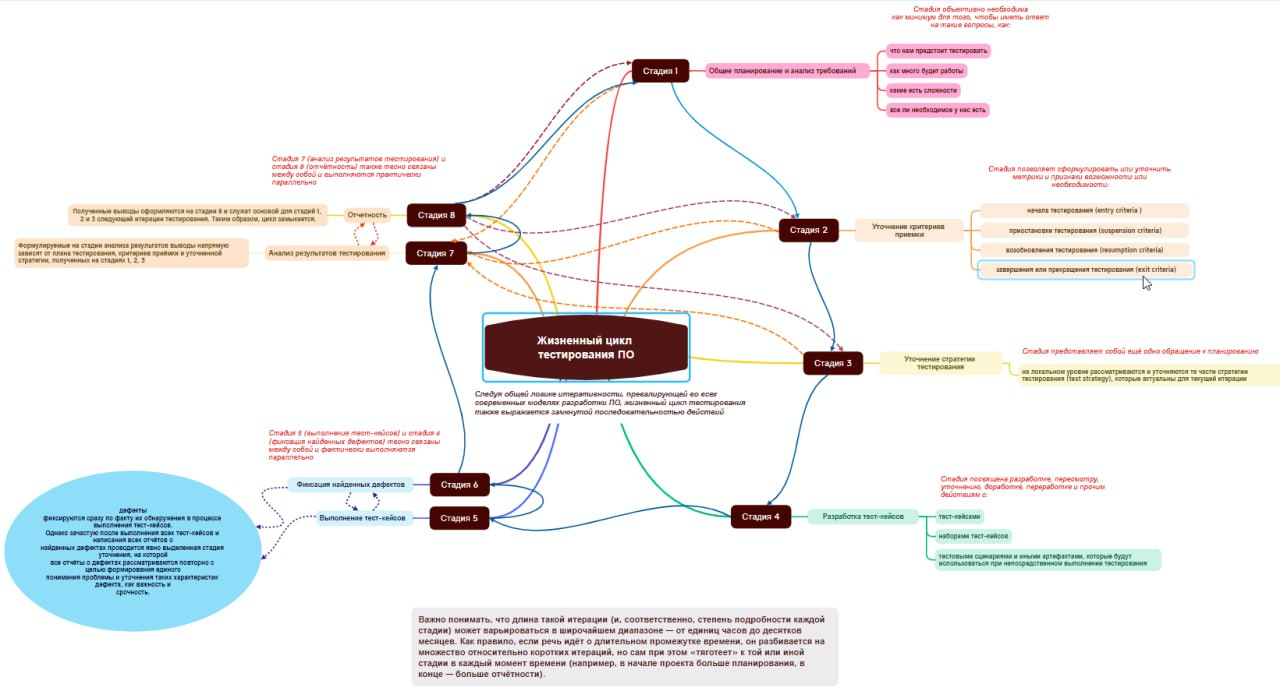 Стадия объективно необходима
как минимум для того, чтобы иметь ответ
на такие вопросы, как:
Стадия 1
Общее планирование и анализ требований
что нам предстоит тестировать
как много будет работы
какие есть сложности
все ли необходимое у нас есть
Стадия позволяет сформулировать или уточнить
метрики и признаки возможности или
необходимости:
Стадия 2
Уточнение критериев
приемки
начала тестирования (entry criteria )
приостановки тестирования (suspension criteria)
возобновления тестирования (resumption criteria)
завершения или прекращения тестирования (exit criteria)
Стадия представляет собой ещё одно обращение к планированию
Стадия 3
Уточнение стратегии
тестирования
на локальном уровне рассматриваются и уточняются те части стратегии
тестирования (test strategy), которые актуальны для текущей итерации
Стадия посвящена разработке, пересмотру,
уточнению, доработке, переработке и прочим
действиям с:
Стадия 4
Разработка тест-кейсов
тест-кейсами
наборами тест-кейсов
тестовыми сценариями и иными артефактами, которые будут
использоваться при непосредственном выполнении тестирования
Стадия 7 (анализ результатов тестирования) и
стадия 8 (отчётность) также тесно связаны
между собой и выполняются практически
параллельно
Стадия 8
Отчетность
Полученные выводы оформляются на стадии 8 и служат основой для стадий 1,
2 и 3 следующей итерации тестирования. Таким образом, цикл замыкается.
Стадия 7
Анализ результатов тестирования
Формулируемые на стадии анализа результатов выводы напрямую
зависят от плана тестирования, критериев приёмки и уточненной
стратегии, полученных на стадиях 1, 2, 3
Жизненный цикл
тестирования ПО
Следуя общей логике итеративности, превалирующей во всех
современных моделях разработки ПО, жизненный цикл тестирования
также выражается замкнутой последовательностью действий
Стадия 5 (выполнение тест-кейсов) и стадия 6
(фиксация найденных дефектов) тесно связаны
между собой и фактически выполняются
параллельно
Стадия 6
Фиксация найденных дефектов
Стадия 5
Выполнение тест-кейсов
дефекты
фиксируются сразу по факту их обнаружения в процессе
выполнения тест-кейсов.
Однако зачастую после выполнения всех тест-кейсов и
написания всех отчётов о
найденных дефектах проводится явно выделенная стадия
уточнения, на которой
все отчёты о дефектах рассматриваются повторно с
целью формирования единого
понимания проблемы и уточнения таких характеристик
дефекта, как важность и
срочность.
Важно понимать, что длина такой итерации (и, соответственно, степень подробности каждой
стадии) может варьироваться в широчайшем диапазоне — от единиц часов до десятков
месяцев. Как правило, если речь идёт о длительном промежутке времени, он разбивается на
множество относительно коротких итераций, но сам при этом «тяготеет» к той или иной
стадии в каждый момент времени (например, в начале проекта больше планирования, в
конце — больше отчётности).